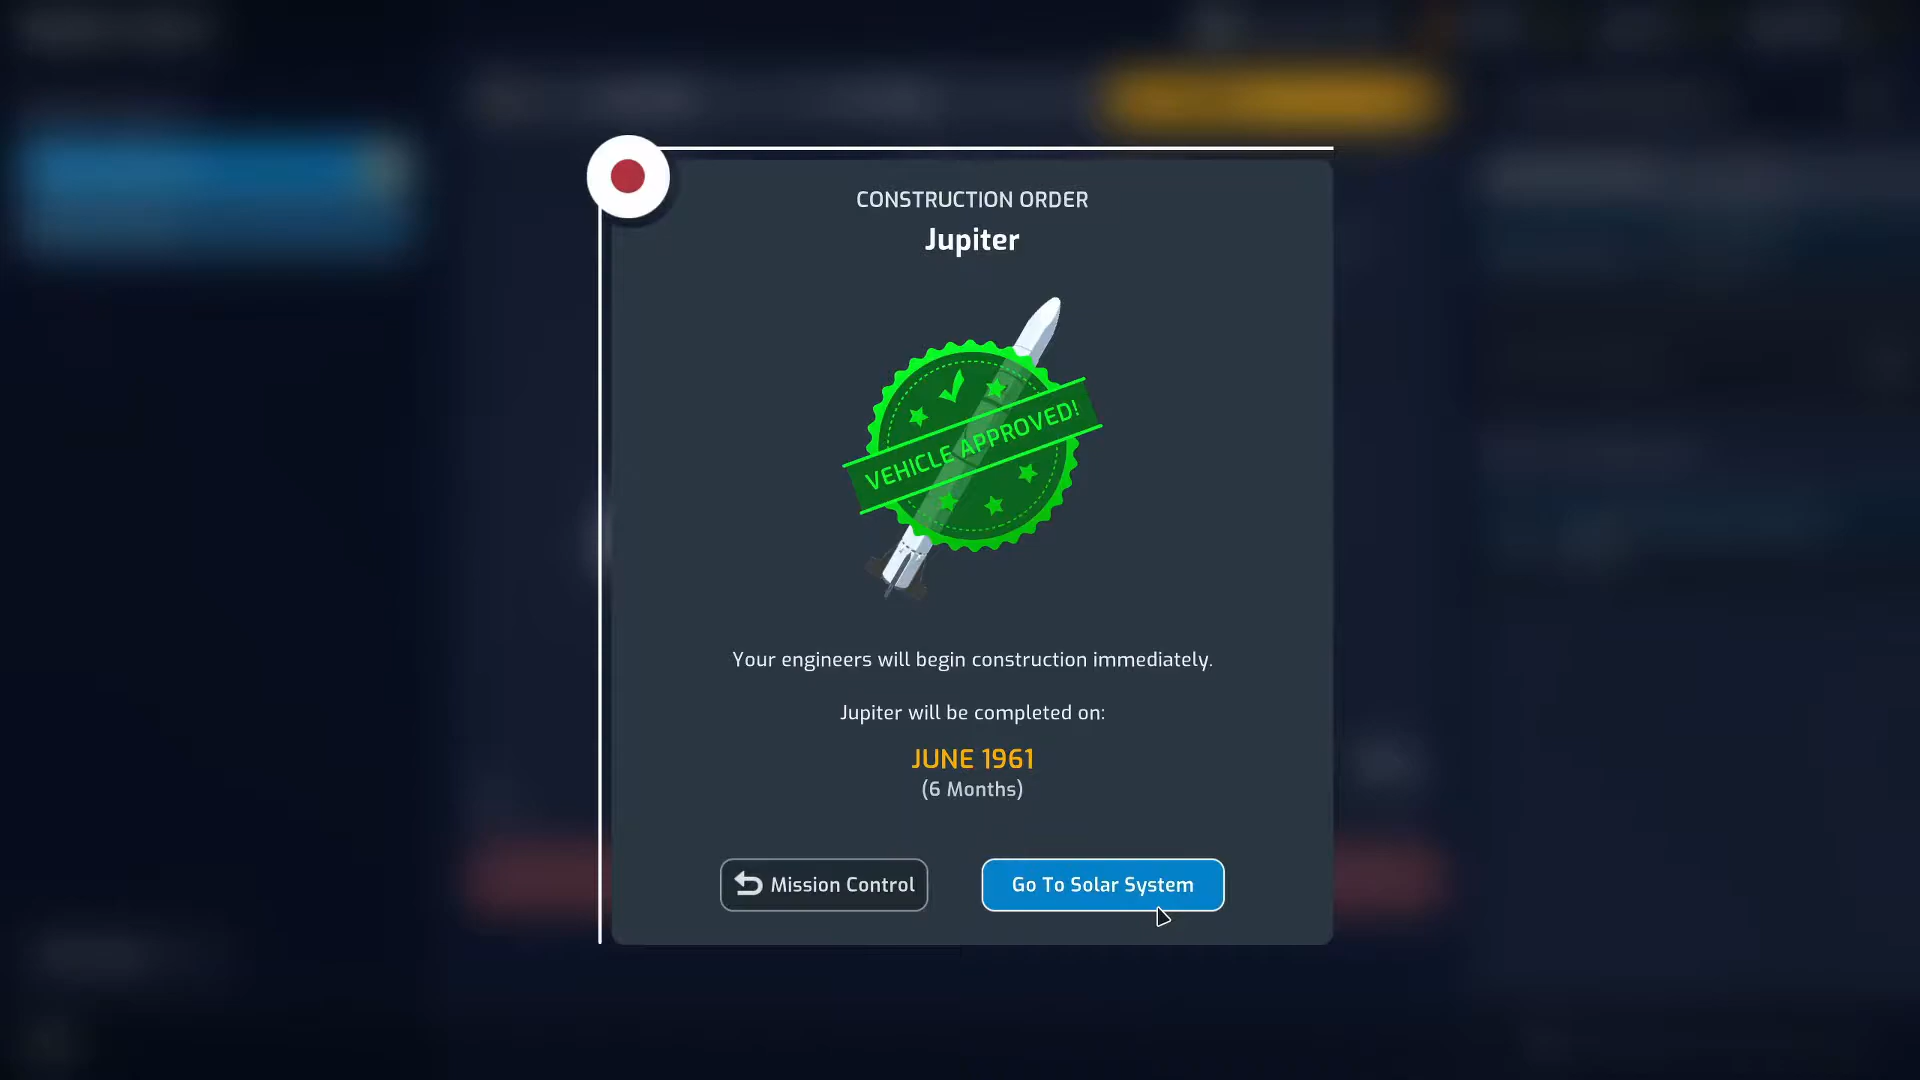 CONSTRUCTION ORDER
Jupiter
VEHICLE APPROVED!
Your engineers will begin construction immediately.
Jupiter will be completed on:
JUNE 1961
(6 Months)
Mission Control
Go To Solar System